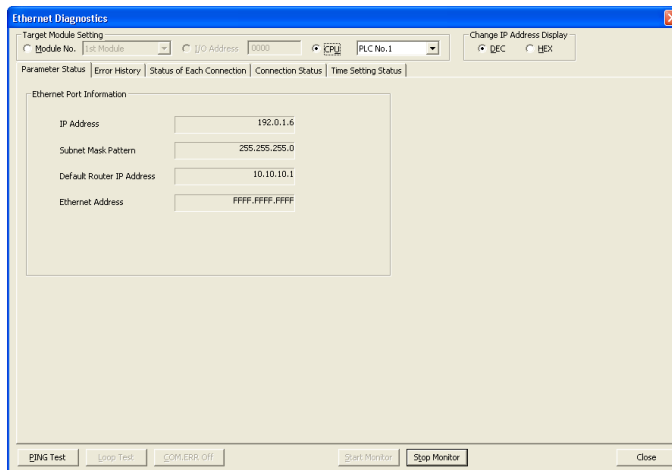 Ethernet Diagnostics
Target Module Setting
Module No. 1st Module I/O Address 0000 CPU PLC No.1
Change IP Address Display
DEC HEX
Parameter Status Error History Status of Each Connection Connection Status Time Setting Status
Ethernet Port Information
IP Address 192.0.1.6
Subnet Mask Pattern 255.255.255.0
Default Router IP Address 10.10.10.1
Ethernet Address FFFF.FFFF.FFFF
PING Test Loop Test COM.ERR Off Start Monitor Stop Monitor Close